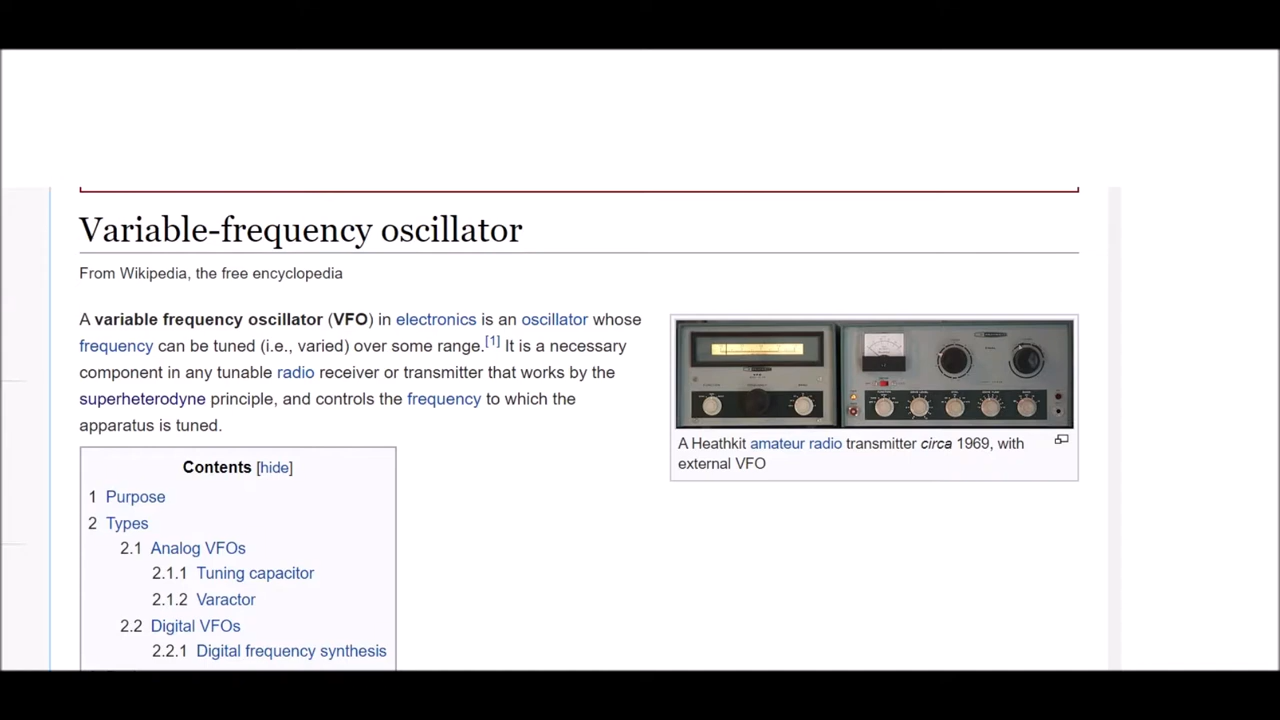 Variable-frequency oscillator
From Wikipedia, the free encyclopedia
A variable frequency oscillator (VFO) in electronics is an oscillator whose
frequency can be tuned (i.e., varied) over some range.[1] It is a necessary
component in any tunable radio receiver or transmitter that works by the
superheterodyne principle, and controls the frequency to which the
apparatus is tuned.
A Heathkit amateur radio transmitter circa 1969, with
external VFO
Contents [hide]
1 Purpose
2 Types
2.1 Analog VFOs
2.1.1 Tuning capacitor
2.1.2 Varactor
2.2 Digital VFOs
2.2.1 Digital frequency synthesis